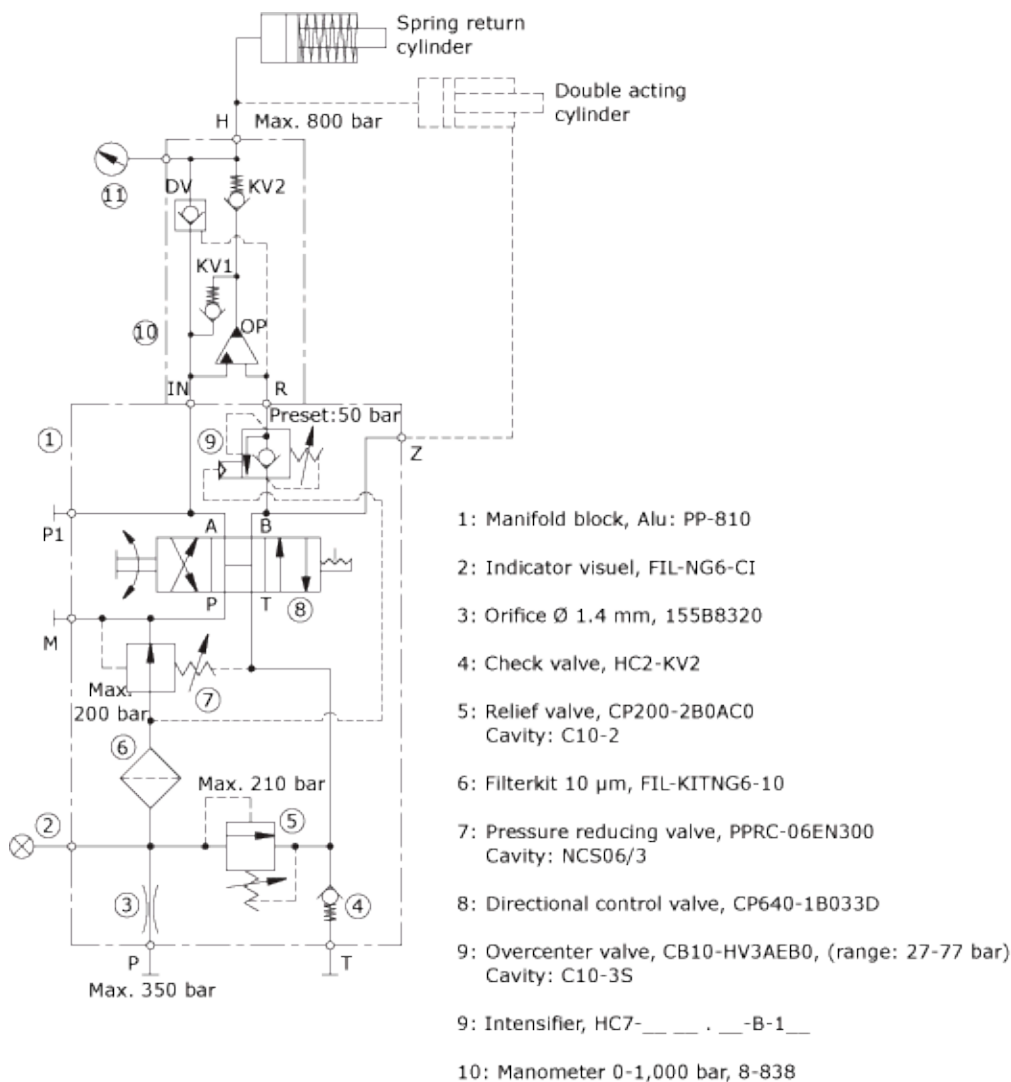 Spring return
cylinder
Double acting
cylinder
H
Max. 800 bar
11
DV
KV2
KV1
10
OP
IN
R
1
Preset:50 bar
9
Z
P1
A
B
P
T
8
M
Max.
200 bar
7
6
Max. 210 bar
2
5
3
4
P
T
Max. 350 bar
1: Manifold block, Alu: PP-810
2: Indicator visuel, FIL-NG6-CI
3: Orifice Ø 1.4 mm, 155B8320
4: Check valve, HC2-KV2
5: Relief valve, CP200-2B0AC0
Cavity: C10-2
6: Filterkit 10 µm, FIL-KITNG6-10
7: Pressure reducing valve, PPRC-06EN300
Cavity: NCS06/3
8: Directional control valve, CP640-1B033D
9: Overcenter valve, CB10-HV3AEB0, (range: 27-77 bar)
Cavity: C10-3S
9: Intensifier, HC7-__ __ . __-B-1__
10: Manometer 0-1,000 bar, 8-838